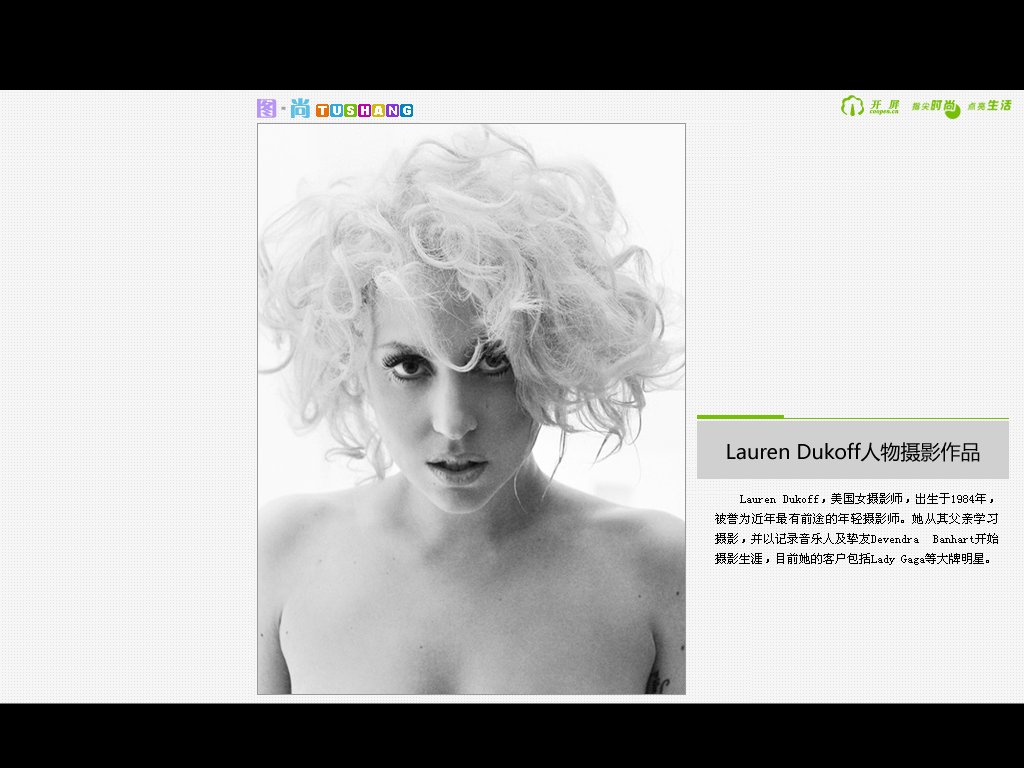 图·尚 TUSHANG
开屏 coopen.cn 指尖时尚 点亮生活
Lauren Dukoff人物摄影作品
Lauren Dukoff，美国女摄影师，出生于1984年，
被誉为近年最有前途的年轻摄影师。她从其父亲学习
摄影，并以记录音乐人及挚友Devendra Banhart开始
摄影生涯，目前她的客户包括Lady Gaga等大牌明星。